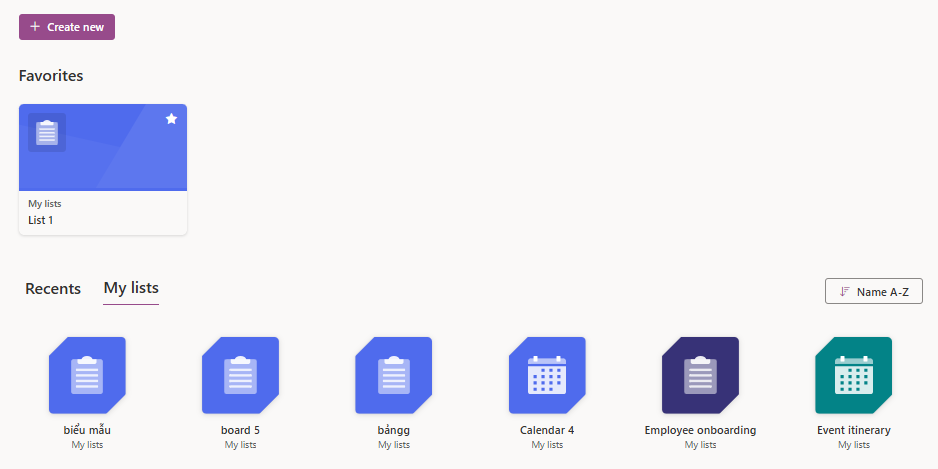 Create new
Favorites
My lists
List 1
Recents My lists
Name A-Z
biểu mẫu
My lists
board 5
My lists
bảngg
My lists
Calendar 4
My lists
Employee onboarding
My lists
Event itinerary
My lists